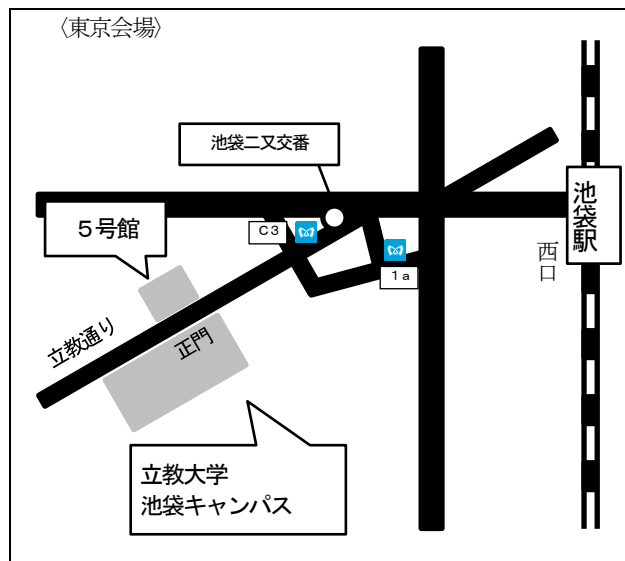 〈東京会場〉
池袋二又交番
５号館
Ｃ３
１ａ
池袋駅
西口
立教通り
正門
立教大学
池袋キャンパス